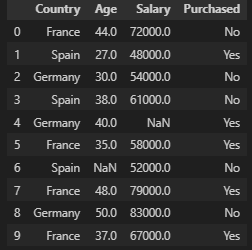 Country Age Salary Purchased
0 France 44.0 72000.0 No
1 Spain 27.0 48000.0 Yes
2 Germany 30.0 54000.0 No
3 Spain 38.0 61000.0 No
4 Germany 40.0 NaN Yes
5 France 35.0 58000.0 Yes
6 Spain NaN 52000.0 No
7 France 48.0 79000.0 Yes
8 Germany 50.0 83000.0 No
9 France 37.0 67000.0 Yes